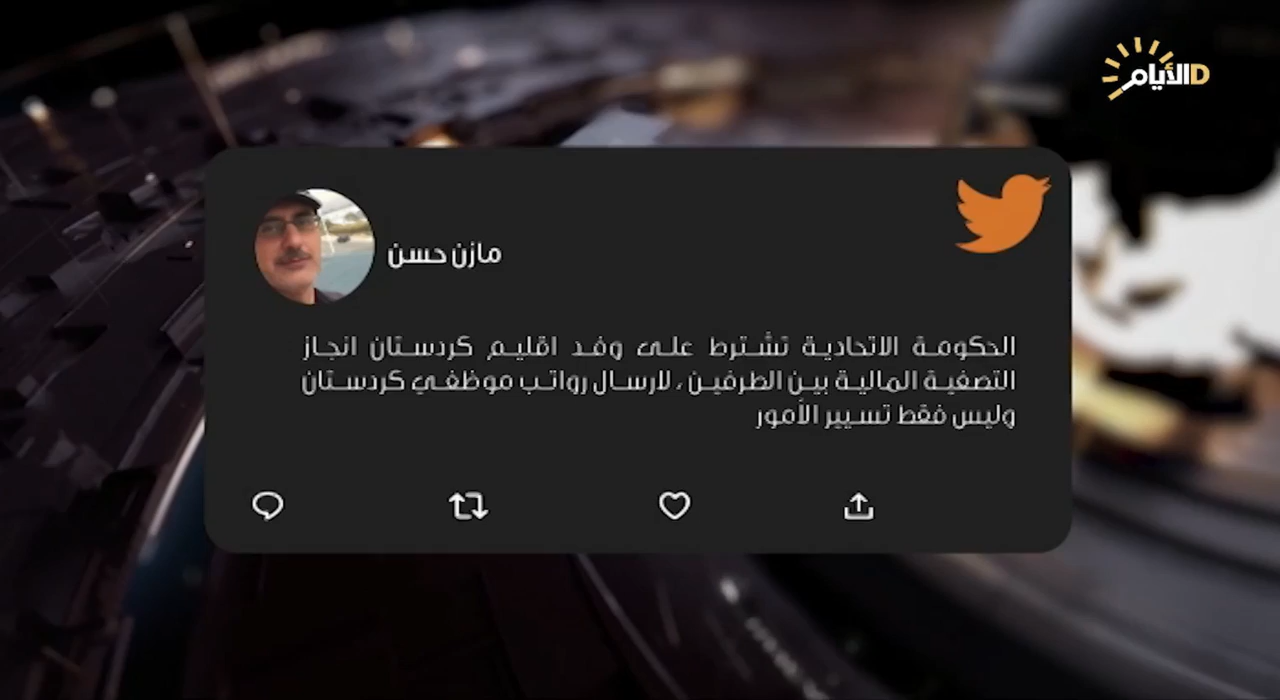 الأيام
مازن حسن
الحكومة الاتحادية تشترط على وفد اقليم كردستان انجاز
التصفية المالية بين الطرفين ، لارسال رواتب موظفي كردستان
وليس فقط تسيير الأمور